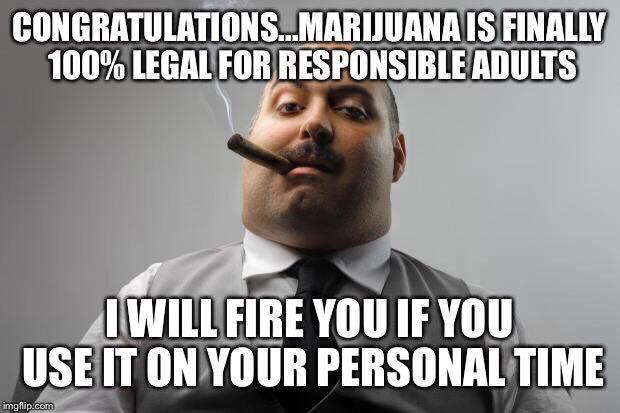 CONGRATULATIONS...MARIJUANA IS FINALLY
100% LEGAL FOR RESPONSIBLE ADULTS
I WILL FIRE YOU IF YOU
USE IT ON YOUR PERSONAL TIME
imgflip.com